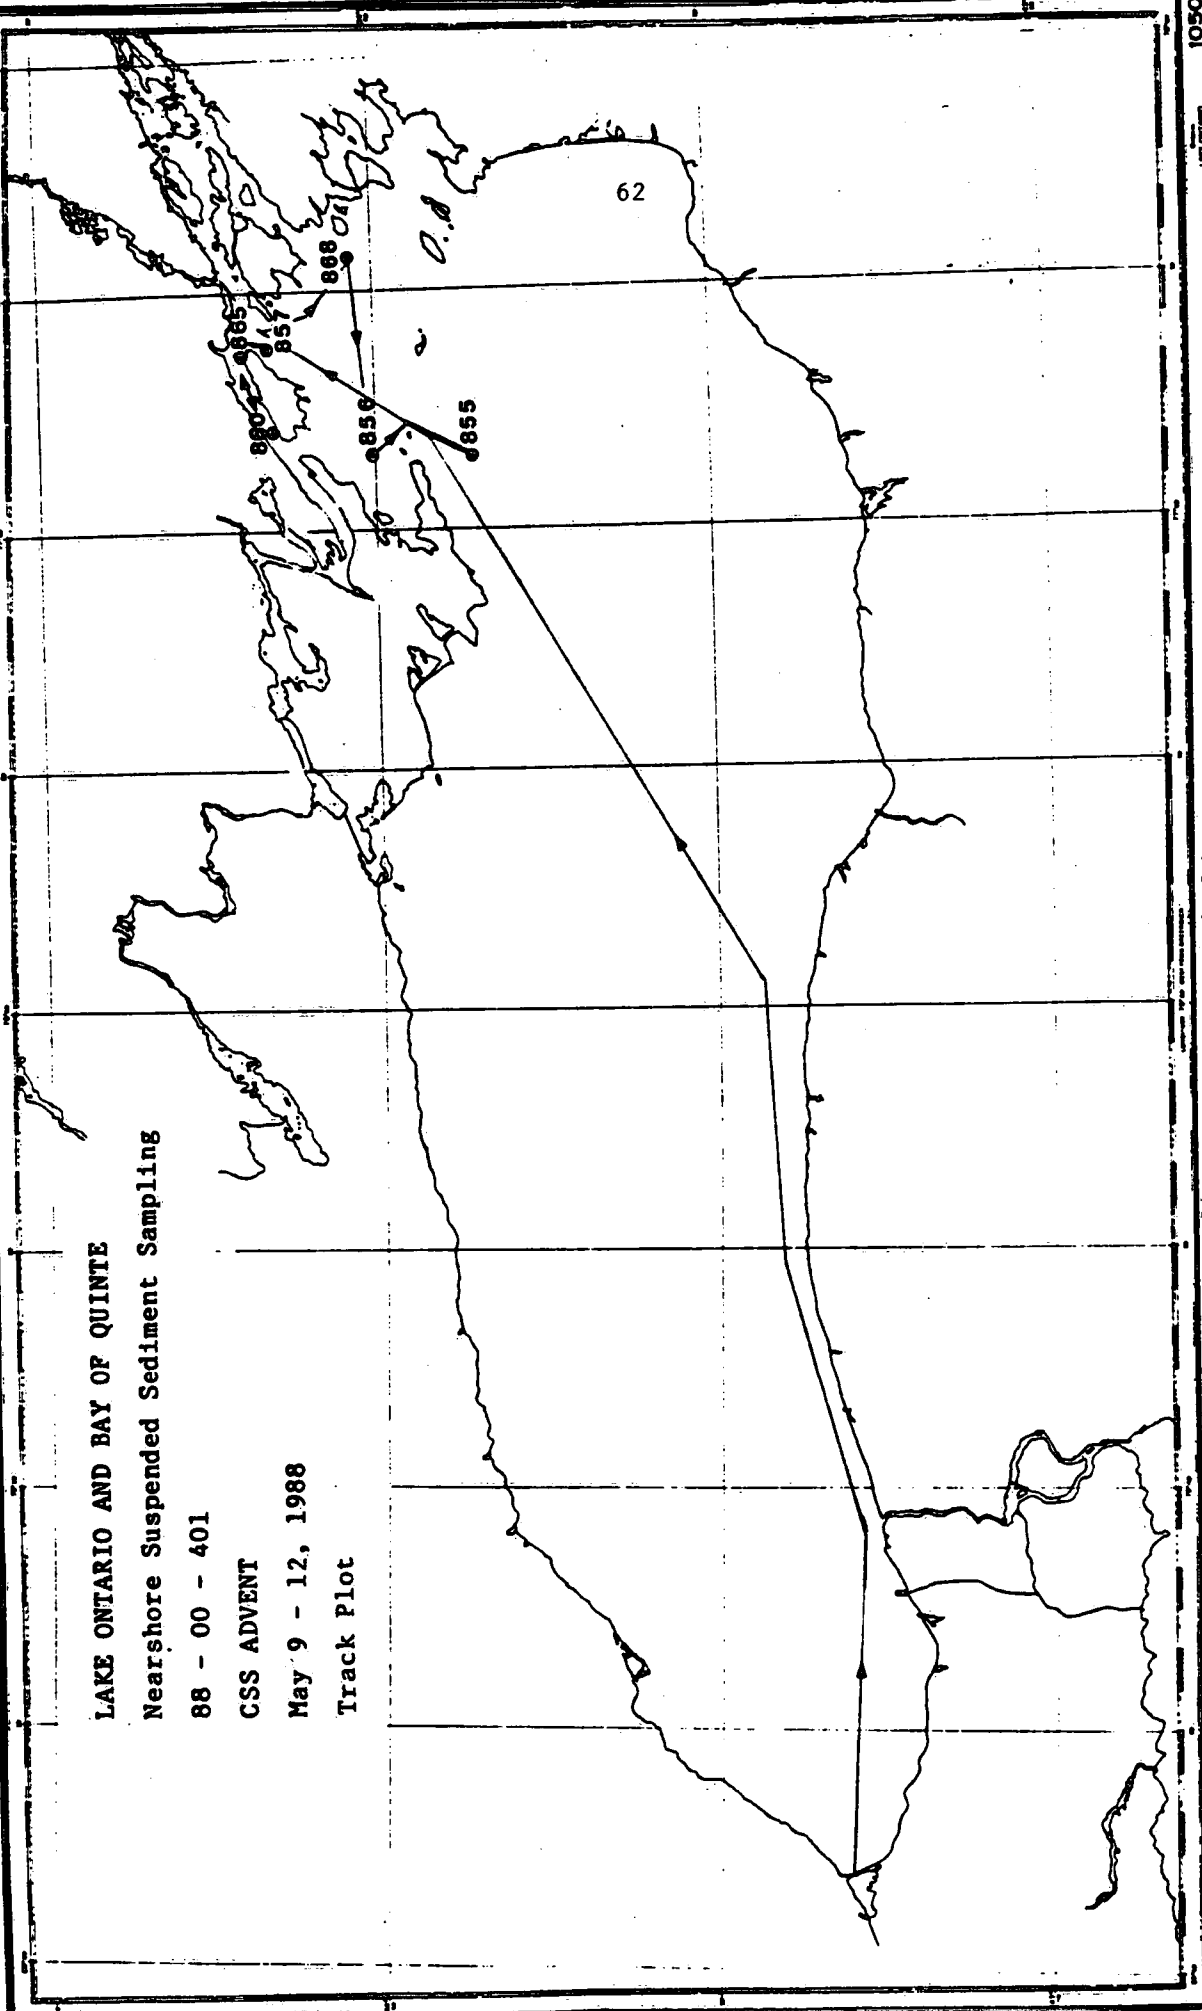 LAKE ONTARIO AND BAY OF QUINTE
Nearshore Suspended Sediment Sampling
88 - 00 - 401
CSS ADVENT
May 9 - 12, 1988
Track Plot
865
857
868
856
855
62